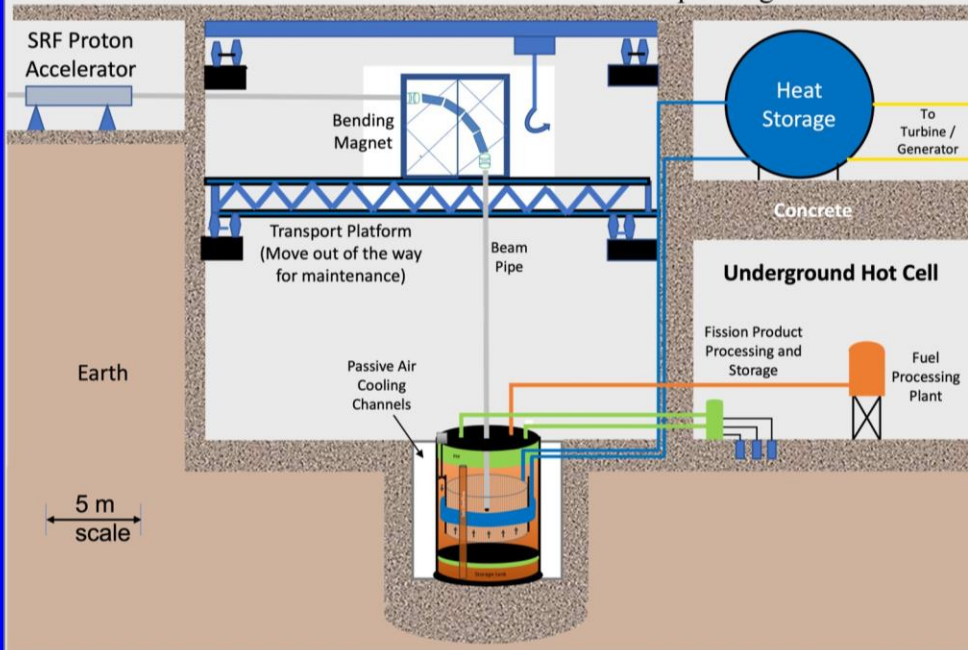 SRF Proton
Accelerator
Bending
Magnet
Heat
Storage
To
Turbine /
Generator
Concrete
Transport Platform
(Move out of the way
for maintenance)
Beam
Pipe
Underground Hot Cell
Fission Product
Processing and
Storage
Fuel
Processing
Plant
Earth
Passive Air
Cooling
Channels
5 m
scale
Storage tank